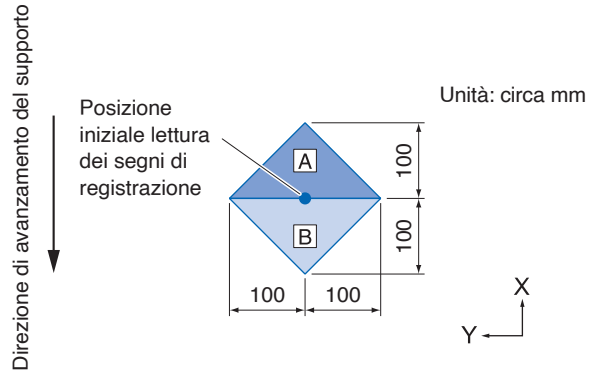 Direzione di avanzamento del supporto
Posizione
iniziale lettura
dei segni di
registrazione
Unità: circa mm
A
B
100
100
100
100
X
Y